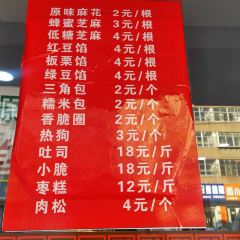 原味麻花 2元/根
蜂蜜芝麻 3元/根
低糖芝麻 4元/根
红豆馅 4元/根
板栗馅 4元/根
绿豆馅 4元/根
三角包 2元/个
糯米包 2元/个
香脆圈 2元/个
热狗 3元/个
吐司 18元/斤
小脆 18元/斤
枣糕 12元/斤
肉松 4元/个